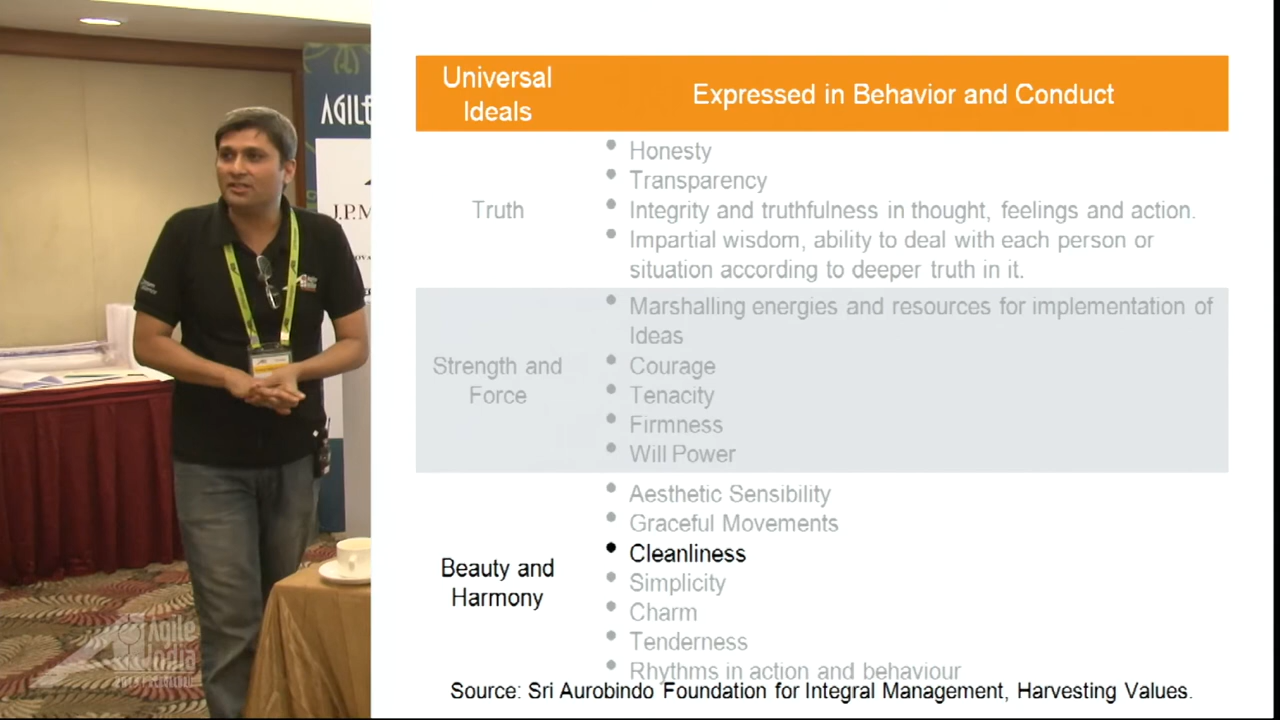 AGILE
J.P.M
Universal
Ideals
Expressed in Behavior and Conduct
Truth
• Honesty
• Transparency
• Integrity and truthfulness in thought, feelings and action.
• Impartial wisdom, ability to deal with each person or
situation according to deeper truth in it.
Strength and
Force
• Marshalling energies and resources for implementation of
Ideas
• Courage
• Tenacity
• Firmness
• Will Power
Beauty and
Harmony
• Aesthetic Sensibility
• Graceful Movements
• Cleanliness
• Simplicity
• Charm
• Tenderness
• Rhythms in action and behaviour
Source: Sri Aurobindo Foundation for Integral Management, Harvesting Values.
Agile
India